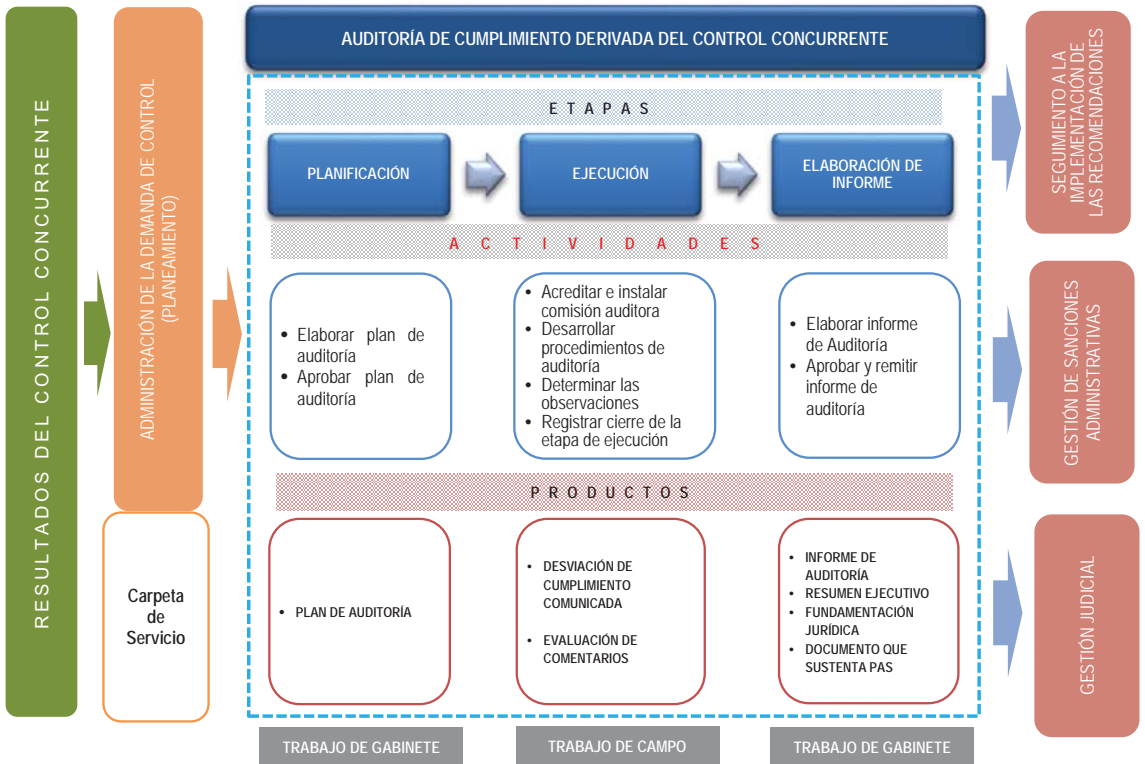 RESULTADOS DEL CONTROL CONCURRENTE
ADMINISTRACIÓN DE LA DEMANDA DE CONTROL
(PLANEAMIENTO)
Carpeta
de
Servicio
AUDITORÍA DE CUMPLIMIENTO DERIVADA DEL CONTROL CONCURRENTE
ETAPAS
PLANIFICACIÓN
EJECUCIÓN
ELABORACIÓN DE
INFORME
ACTIVIDADES
• Elaborar plan de
auditoría
• Aprobar plan de
auditoría
• Acreditar e instalar
comisión auditora
• Desarrollar
procedimientos de
auditoría
• Determinar las
observaciones
• Registrar cierre de la
etapa de ejecución
• Elaborar informe
de Auditoría
• Aprobar y remitir
informe de
auditoría
PRODUCTOS
• PLAN DE AUDITORÍA
• DESVIACIÓN DE
CUMPLIMIENTO
COMUNICADA
• EVALUACIÓN DE
COMENTARIOS
• INFORME DE
AUDITORÍA
• RESUMEN EJECUTIVO
• FUNDAMENTACIÓN
JURÍDICA
• DOCUMENTO QUE
SUSTENTA PAS
TRABAJO DE GABINETE
TRABAJO DE CAMPO
TRABAJO DE GABINETE
SEGUIMIENTO A LA
IMPLEMENTACIÓN DE
LAS RECOMENDACIONES
GESTIÓN DE SANCIONES
ADMINISTRATIVAS
GESTIÓN JUDICIAL